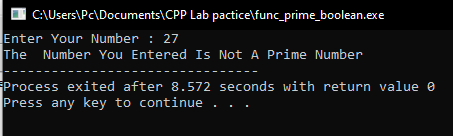 C:\Users\Pc\Documents\CPP Lab pactice\func_prime_boolean.exe
Enter Your Number : 27
The  Number You Entered Is Not A Prime Number
--------------------------------
Process exited after 8.572 seconds with return value 0
Press any key to continue . . .